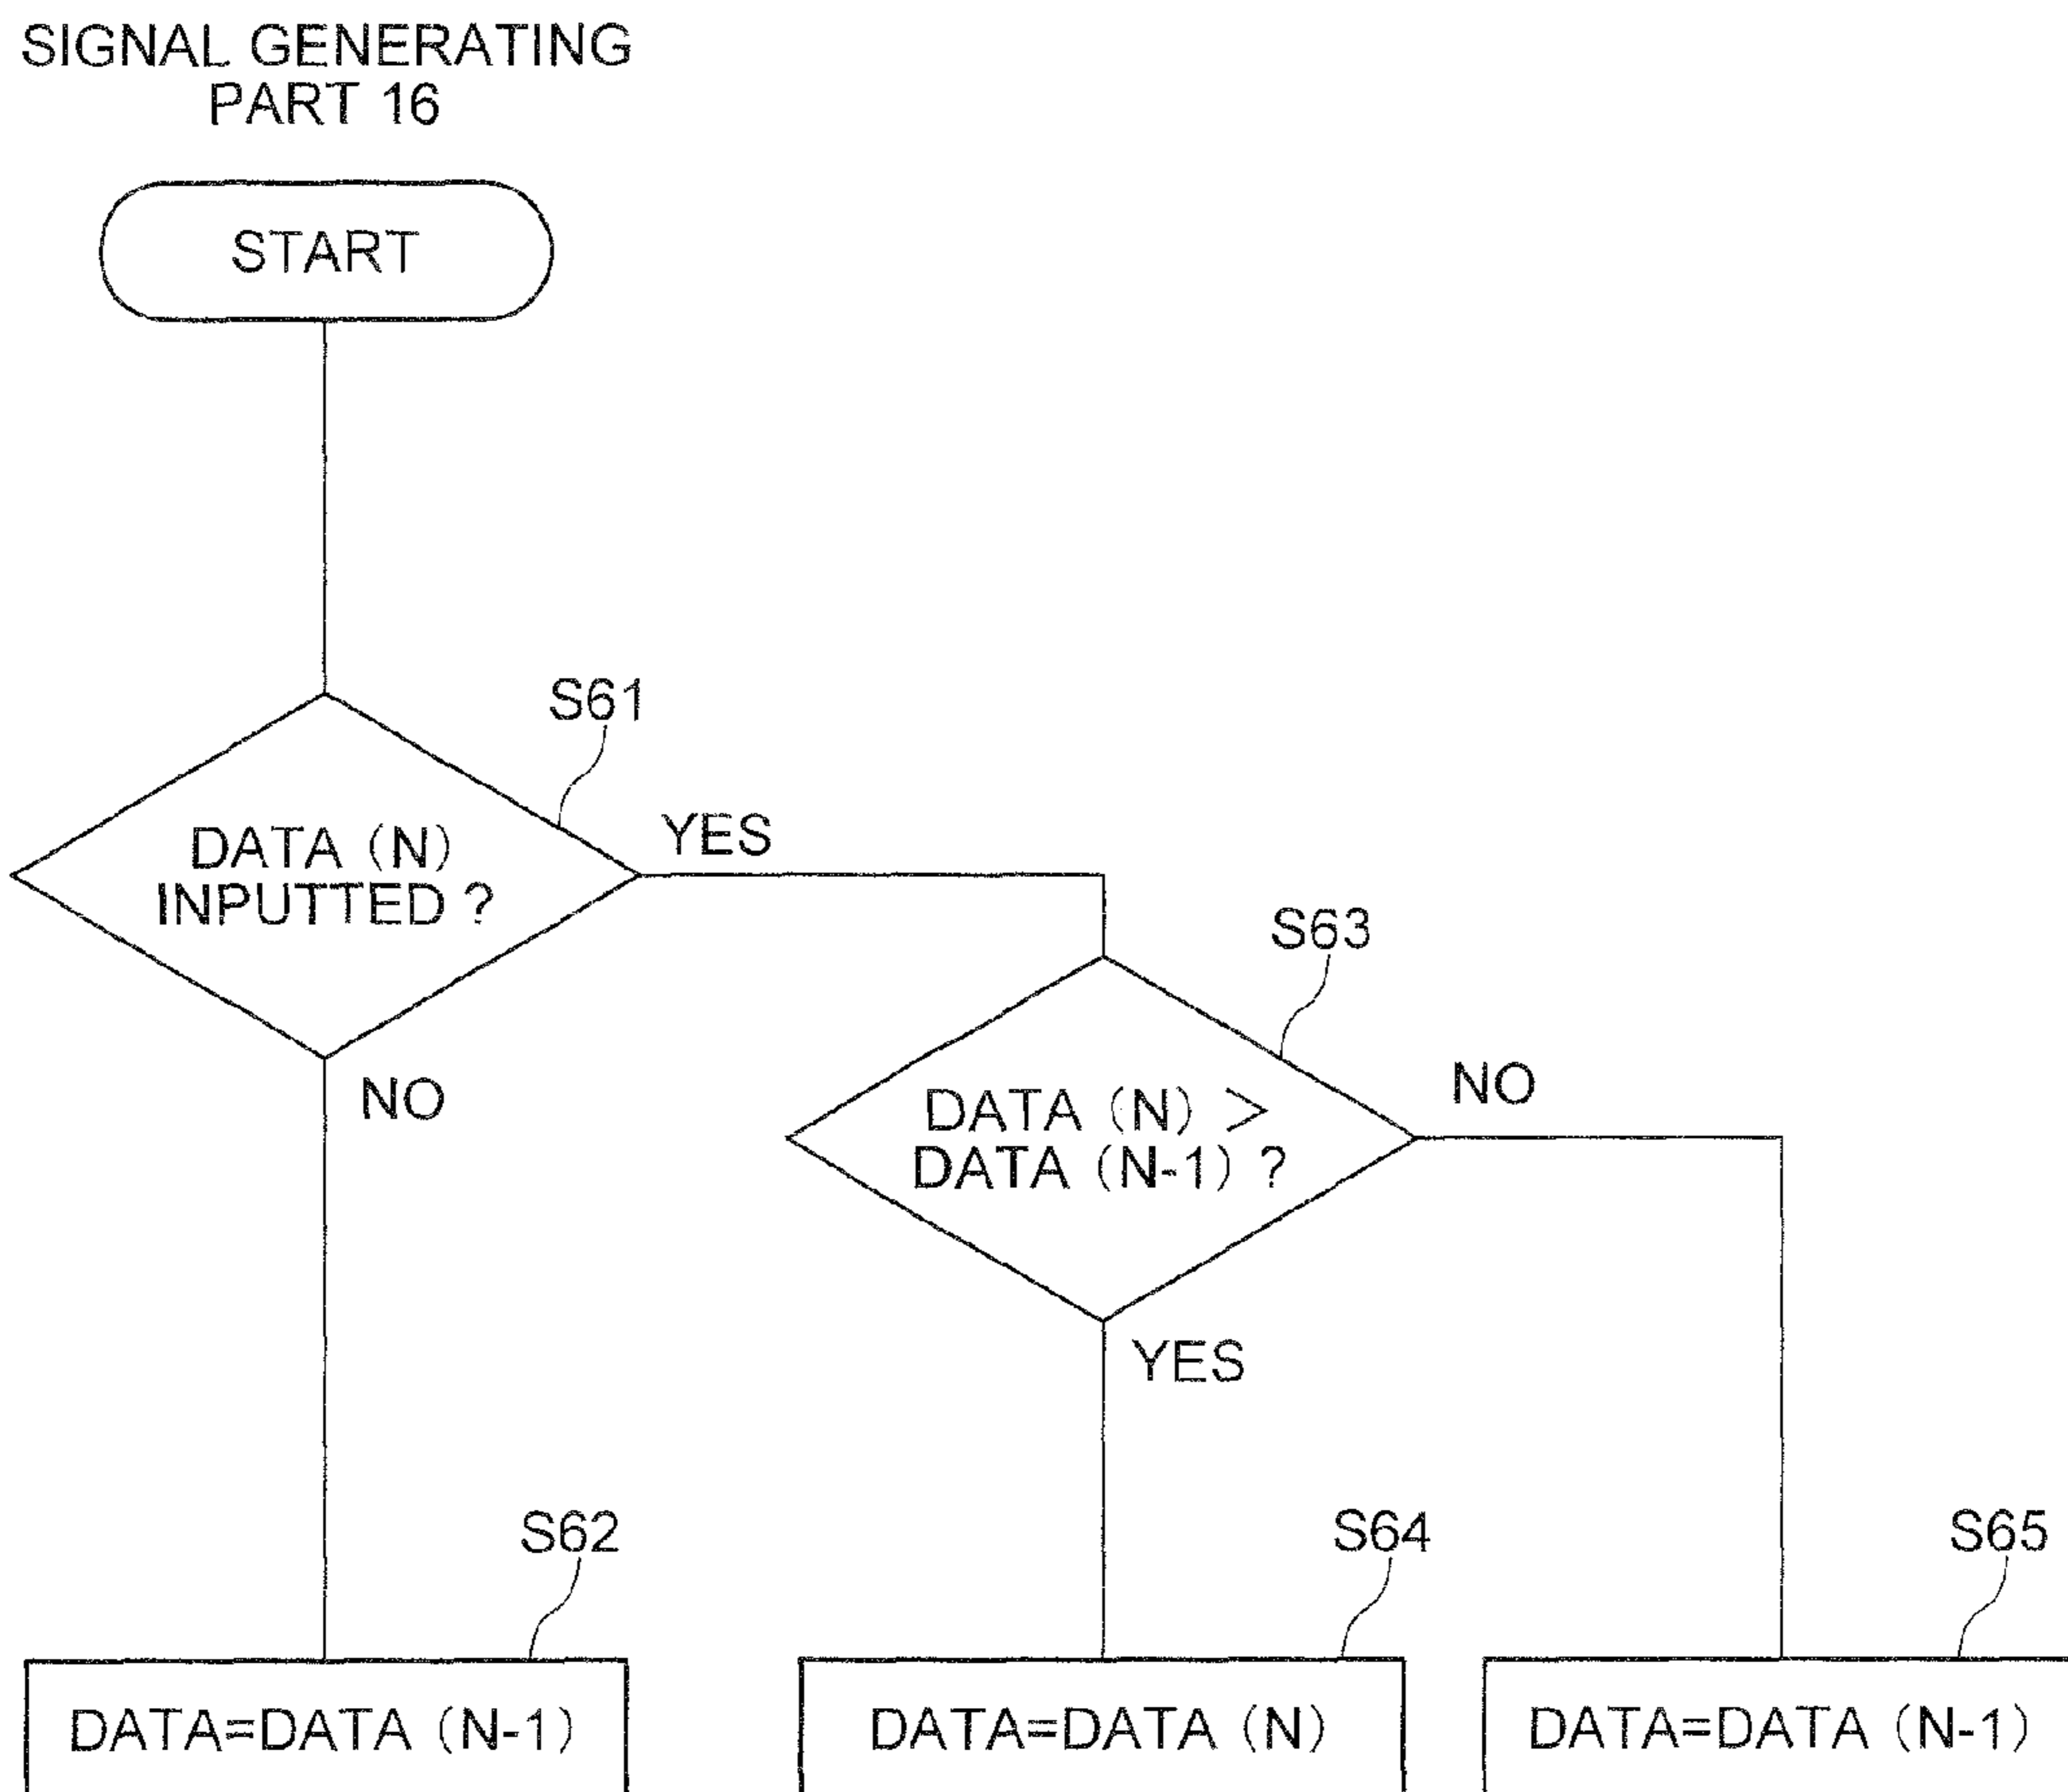 SIGNAL GENERATING
PART 16
START
S61
DATA (N)
INPUTTED ?
YES
NO
S63
DATA (N) >
DATA (N-1) ?
NO
YES
S62
DATA=DATA (N-1)
S64
DATA=DATA (N)
S65
DATA=DATA (N-1)